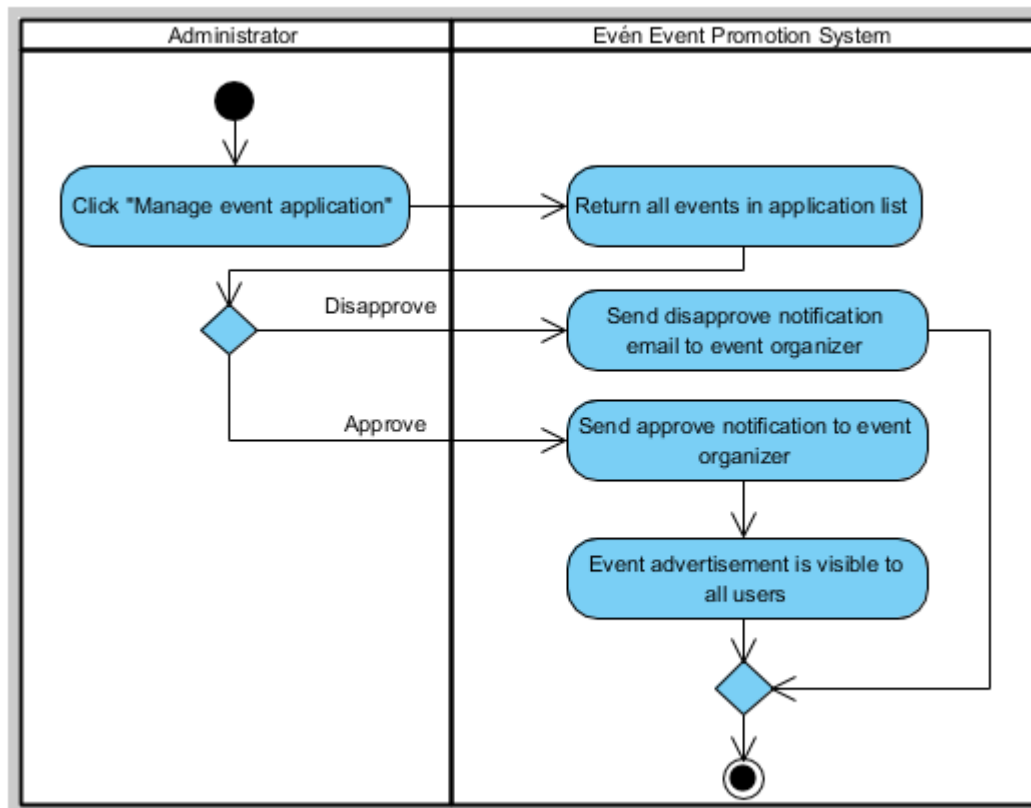 Administrator
Evén Event Promotion System
Click "Manage event application"
Return all events in application list
Disapprove
Send disapprove notification
email to event organizer
Approve
Send approve notification to event
organizer
Event advertisement is visible to
all users